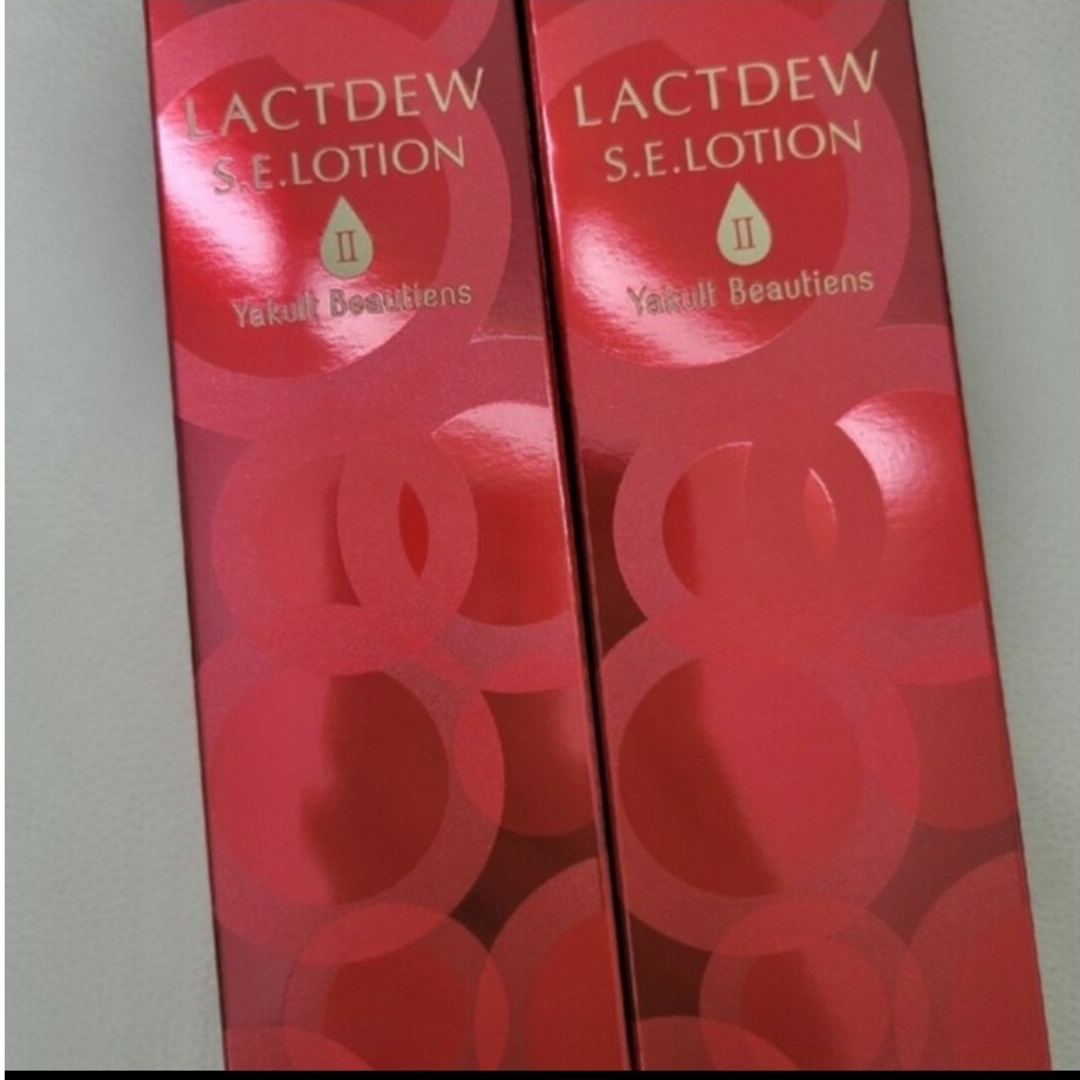 LACTDEW
S.E.LOTION
II
Yakult Beautiens
LACTDEW
S.E.LOTION
II
Yakult Beautiens